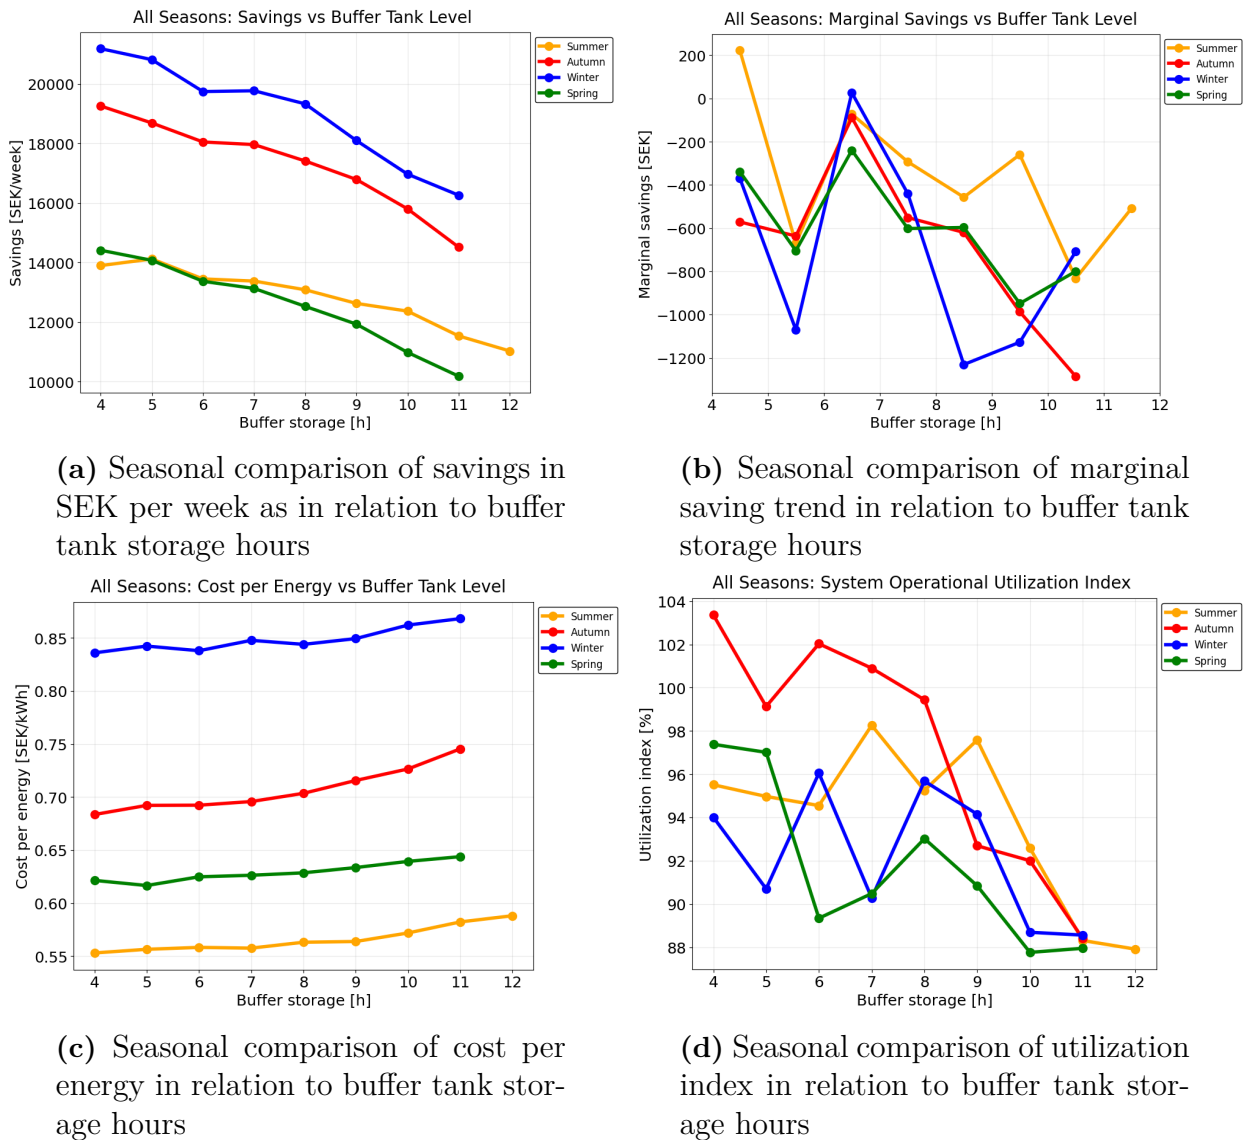 All Seasons: Savings vs Buffer Tank Level
Savings [SEK/week]
20000
18000
16000
14000
12000
10000
4 5 6 7 8 9 10 11 12
Buffer storage [h]
Summer
Autumn
Winter
Spring
(a) Seasonal comparison of savings in
SEK per week as in relation to buffer
tank storage hours
All Seasons: Marginal Savings vs Buffer Tank Level
Marginal savings [SEK]
200
0
−200
−400
−600
−800
−1000
−1200
4 5 6 7 8 9 10 11 12
Buffer storage [h]
Summer
Autumn
Winter
Spring
(b) Seasonal comparison of marginal
saving trend in relation to buffer tank
storage hours
All Seasons: Cost per Energy vs Buffer Tank Level
Cost per energy [SEK/kWh]
0.85
0.80
0.75
0.70
0.65
0.60
0.55
4 5 6 7 8 9 10 11 12
Buffer storage [h]
Summer
Autumn
Winter
Spring
(c) Seasonal comparison of cost per
energy in relation to buffer tank stor-
age hours
All Seasons: System Operational Utilization Index
Utilization index [%]
104
102
100
98
96
94
92
90
88
4 5 6 7 8 9 10 11 12
Buffer storage [h]
Summer
Autumn
Winter
Spring
(d) Seasonal comparison of utilization
index in relation to buffer tank stor-
age hours